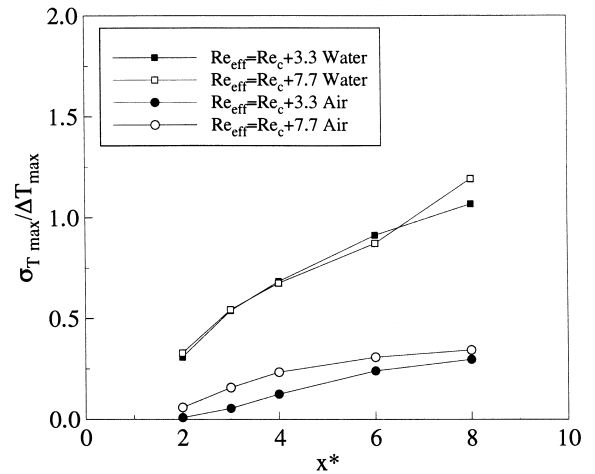 2.0
Re_eff=Re_c+3.3 Water
Re_eff=Re_c+7.7 Water
Re_eff=Re_c+3.3 Air
Re_eff=Re_c+7.7 Air
1.5
σ_T max/ΔT_max
1.0
0.5
0.0
0 2 4 6 8 10
x*